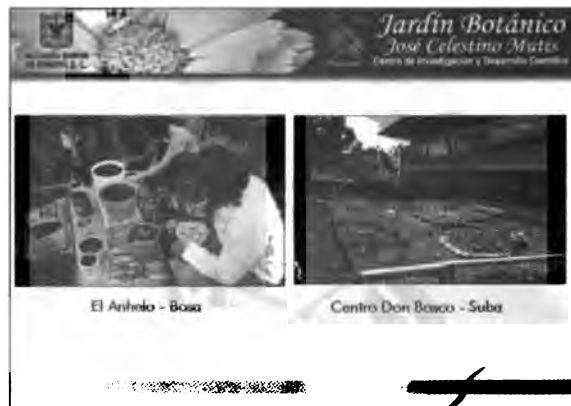 Jardín Botánico
José Celestino Mutis
Centro de Investigación y Desarrollo Científico
El Anhelo - Bosa
Centro Don Bosco - Suba